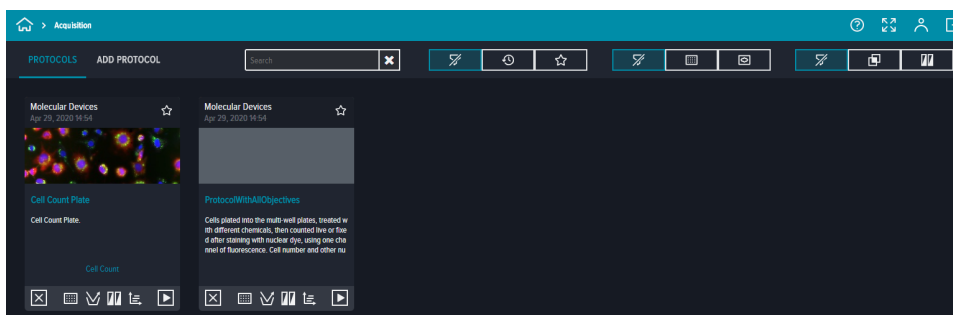 Acquisition
PROTOCOLS
ADD PROTOCOL
Search
Molecular Devices
Apr 29, 2020 14:54
Cell Count Plate
Cell Count Plate.
Cell Count
Molecular Devices
Apr 29, 2020 14:54
ProtocolWithAllObjectives
Cells plated into the multi-well plates, treated w
ith different chemicals, then counted live or fixe
d after staining with nuclear dye, using one cha
nnel of fluorescence. Cell number and other nu